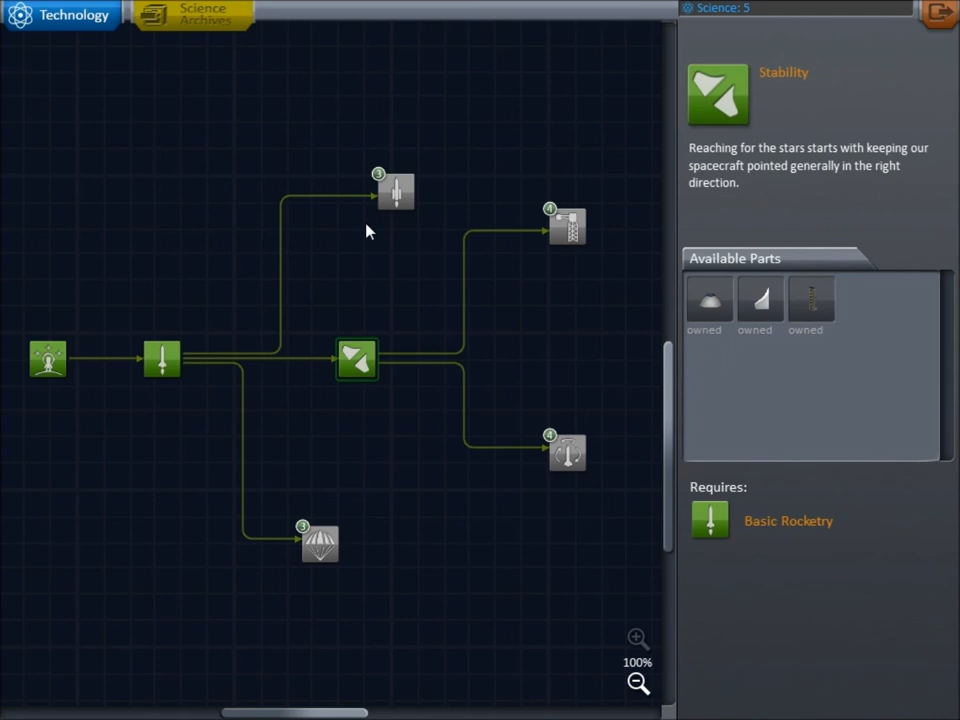 Technology
Science
Archives
Science: 5
Stability
Reaching for the stars starts with keeping our
spacecraft pointed generally in the right
direction.
3
4
Available Parts
owned owned owned
4
Requires:
Basic Rocketry
3
100%